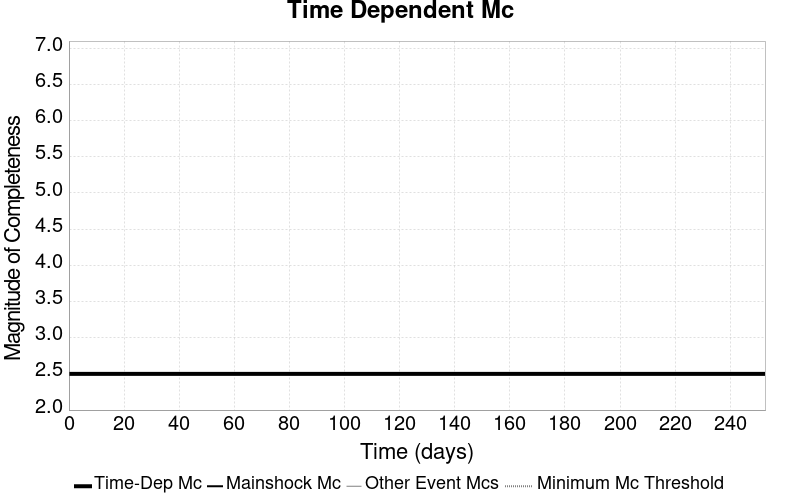 Time Dependent Mc
Magnitude of Completeness
7.0
6.5
6.0
5.5
5.0
4.5
4.0
3.5
3.0
2.5
2.0
0 20 40 60 80 100 120 140 160 180 200 220 240
Time (days)
Time-Dep Mc Mainshock Mc Other Event Mcs Minimum Mc Threshold